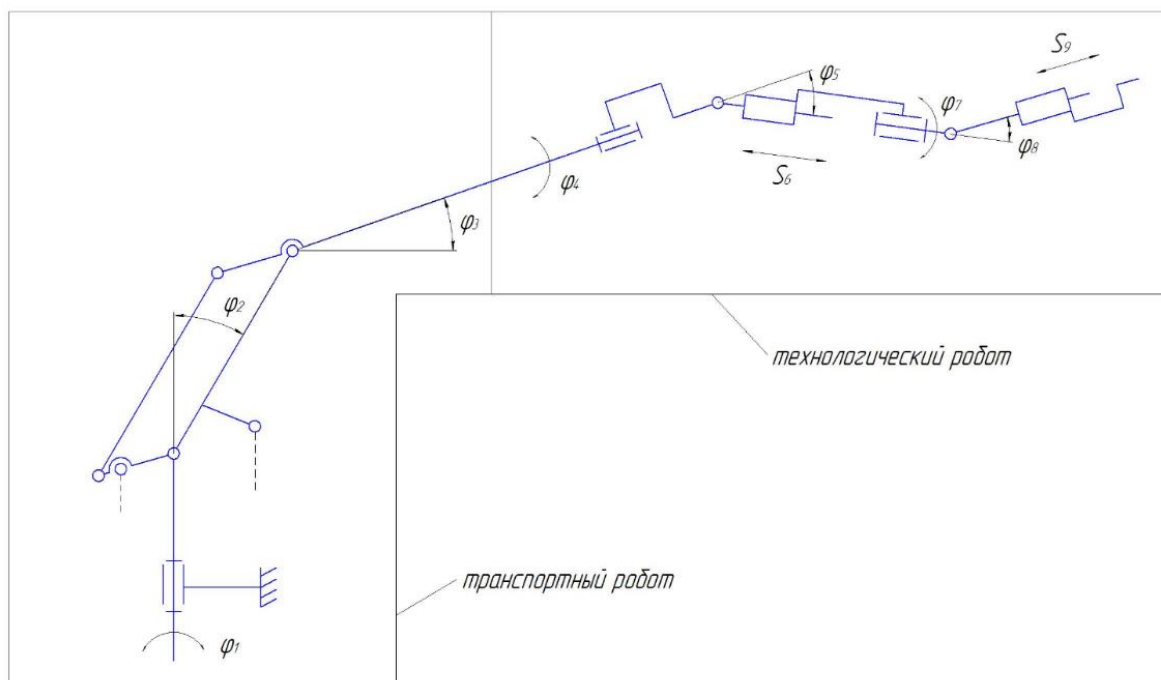 S₉
φ₅
φ₇
φ₈
S₆
φ₄
φ₃
φ₂
технологический робот
транспортный робот
φ₁